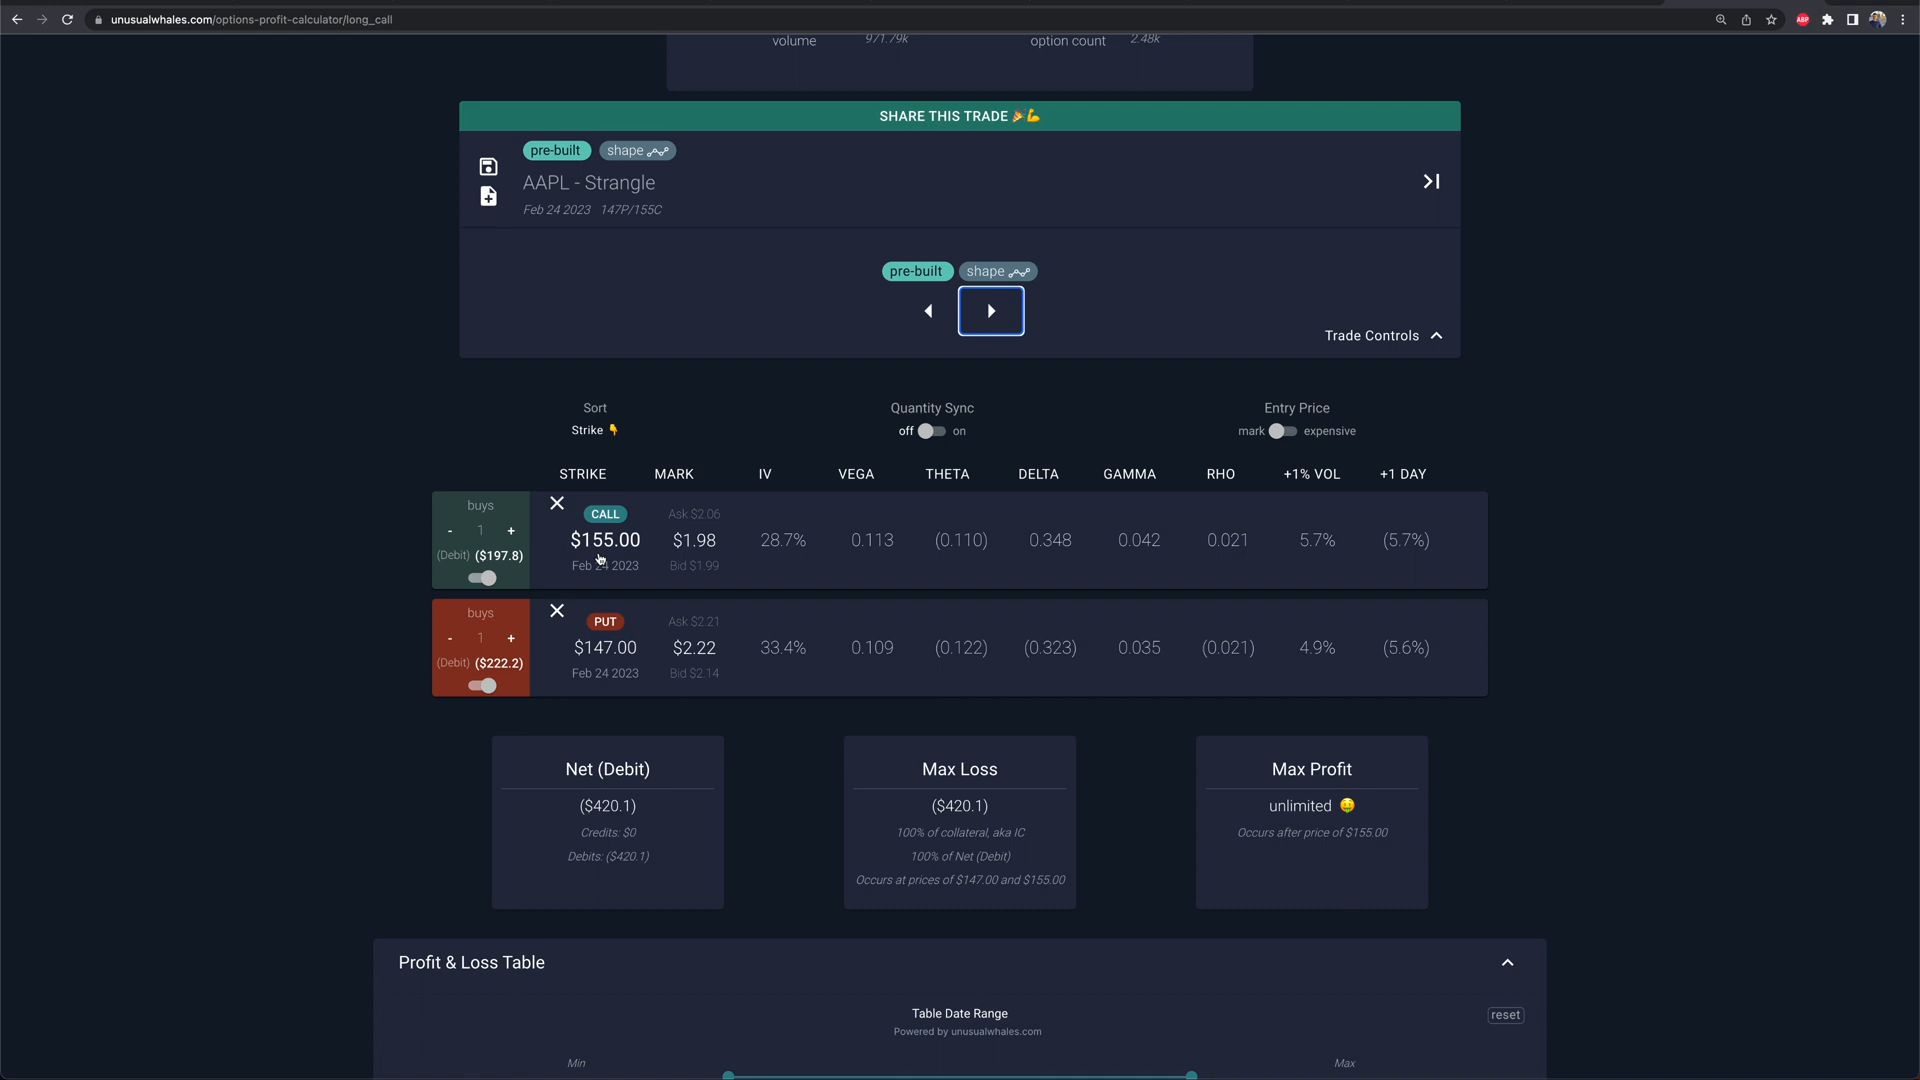 unusualwhales.com/options-profit-calculator/long_call
ABP
volume 971.79k option count 2.48k
SHARE THIS TRADE 🎉💪
pre-built shape
AAPL - Strangle
Feb 24 2023 147P/155C
pre-built shape
Trade Controls
Sort Quantity Sync Entry Price
Strike 👇 off on mark expensive
STRIKE MARK IV VEGA THETA DELTA GAMMA RHO +1% VOL +1 DAY
buys
- 1 +
(Debit) ($197.8)
CALL Ask $2.06
$155.00 $1.98 28.7% 0.113 (0.110) 0.348 0.042 0.021 5.7% (5.7%)
Feb 24 2023 Bid $1.99
buys
- 1 +
(Debit) ($222.2)
PUT Ask $2.21
$147.00 $2.22 33.4% 0.109 (0.122) (0.323) 0.035 (0.021) 4.9% (5.6%)
Feb 24 2023 Bid $2.14
Net (Debit)
($420.1)
Credits: $0
Debits: ($420.1)
Max Loss
($420.1)
100% of collateral, aka IC
100% of Net (Debit)
Occurs at prices of $147.00 and $155.00
Max Profit
unlimited 🤑
Occurs after price of $155.00
Profit & Loss Table
Table Date Range
reset
Powered by unusualwhales.com
Min Max